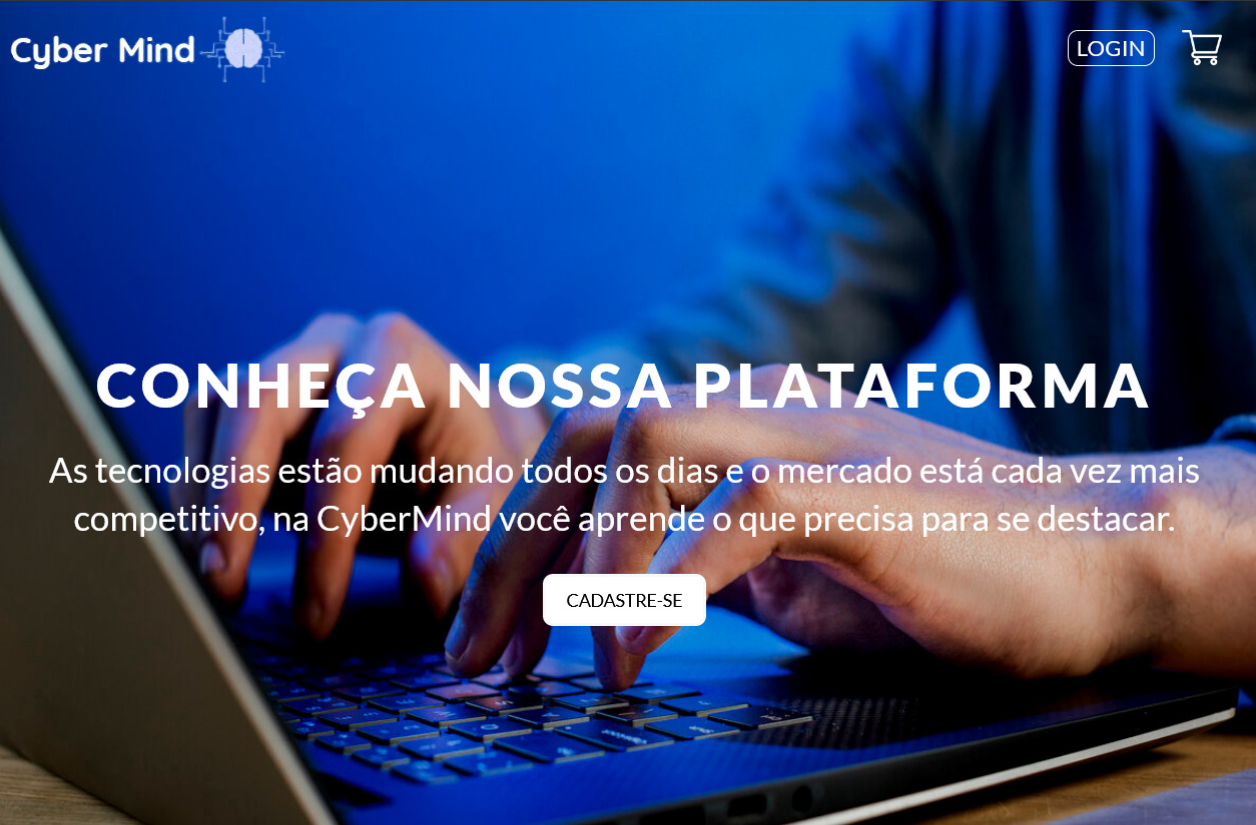 Cyber Mind
LOGIN
CONHEÇA NOSSA PLATAFORMA
As tecnologias estão mudando todos os dias e o mercado está cada vez mais
competitivo, na CyberMind você aprende o que precisa para se destacar.
CADASTRE-SE